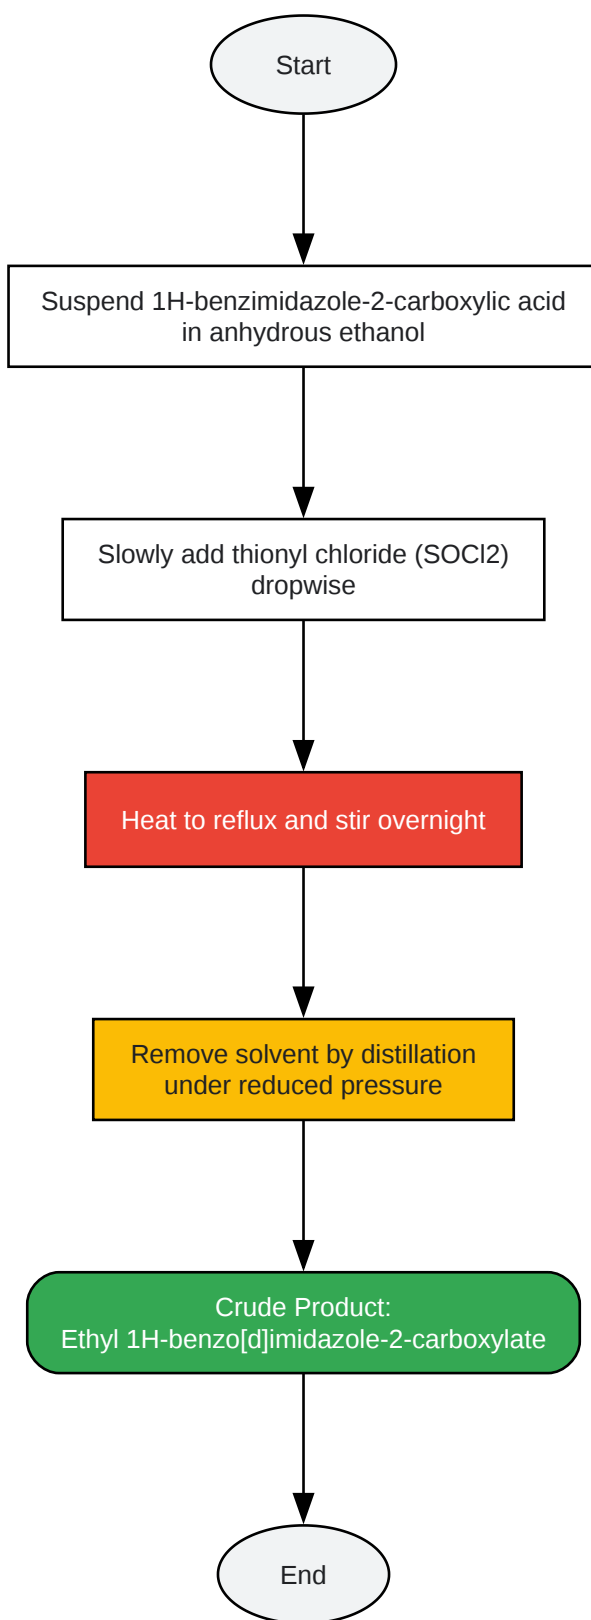 Start
Suspend 1H-benzimidazole-2-carboxylic acid
in anhydrous ethanol
Slowly add thionyl chloride (SOCl2)
dropwise
Heat to reflux and stir overnight
Remove solvent by distillation
under reduced pressure
Crude Product:
Ethyl 1H-benzo[d]imidazole-2-carboxylate
End